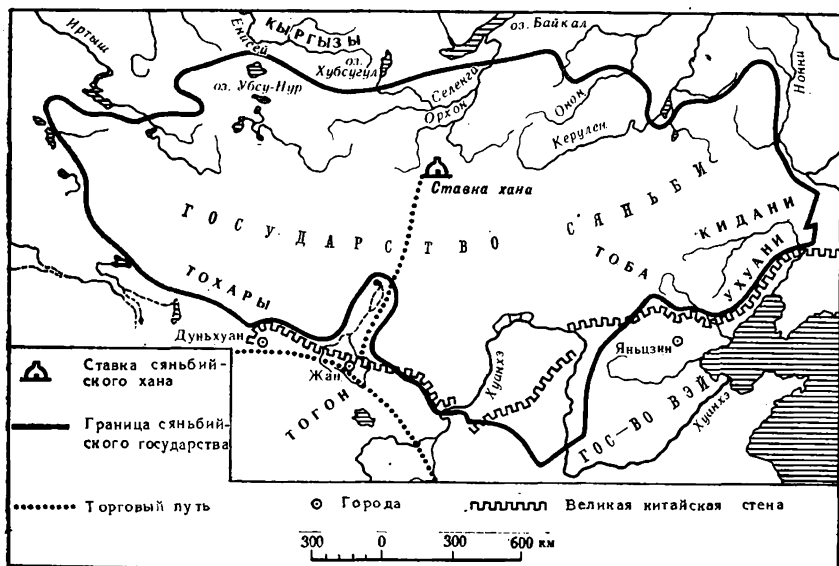 Иртыш
Енисей
КЫРГЫЗЫ
оз. Байкал
оз.
Хубсугул
оз. Убсу-Нур
Селенга
Орхон
Онон
Керулен
Нонни
Ставка хана
ГОСУДАРСТВО СЯНЬБИ
ТОБА
КИДАНИ
УХУАНИ
ТОХАРЫ
Дуньхуан
Жан
ТОГОН
Хуанхэ
Яньцзин
ГОС—ВО ВЭЙ
Хуанхэ
Ставка сяньбий-
ского хана
Граница сяньбий-
ского государства
Торговый путь
Города
Великая китайская стена
300 0 300 600 км